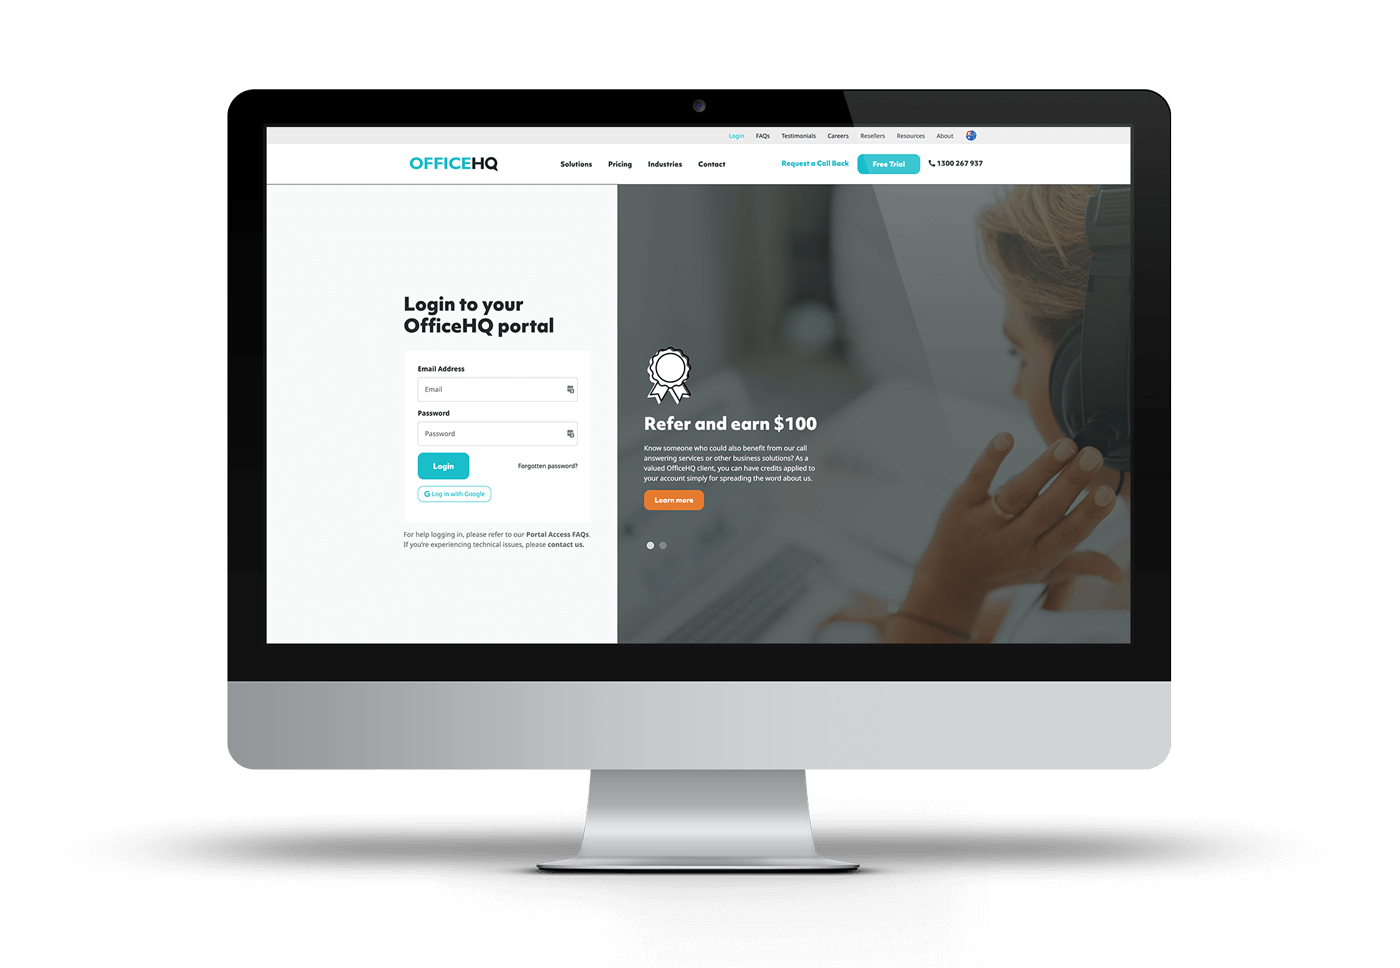 Login FAQs Testimonials Careers Resellers Resources About
OFFICEHQ Solutions Pricing Industries Contact Request a Call Back Free Trial 1300 267 937
Login to your
OfficeHQ portal
Email Address
Email
Password
Password
Login Forgotten password?
G Log in with Google
For help logging in, please refer to our Portal Access FAQs.
If you're experiencing technical issues, please contact us.
Refer and earn $100
Know someone who could also benefit from our call
answering services or other business solutions? As a
valued OfficeHQ client, you can have credits applied to
your account simply for spreading the word about us.
Learn more